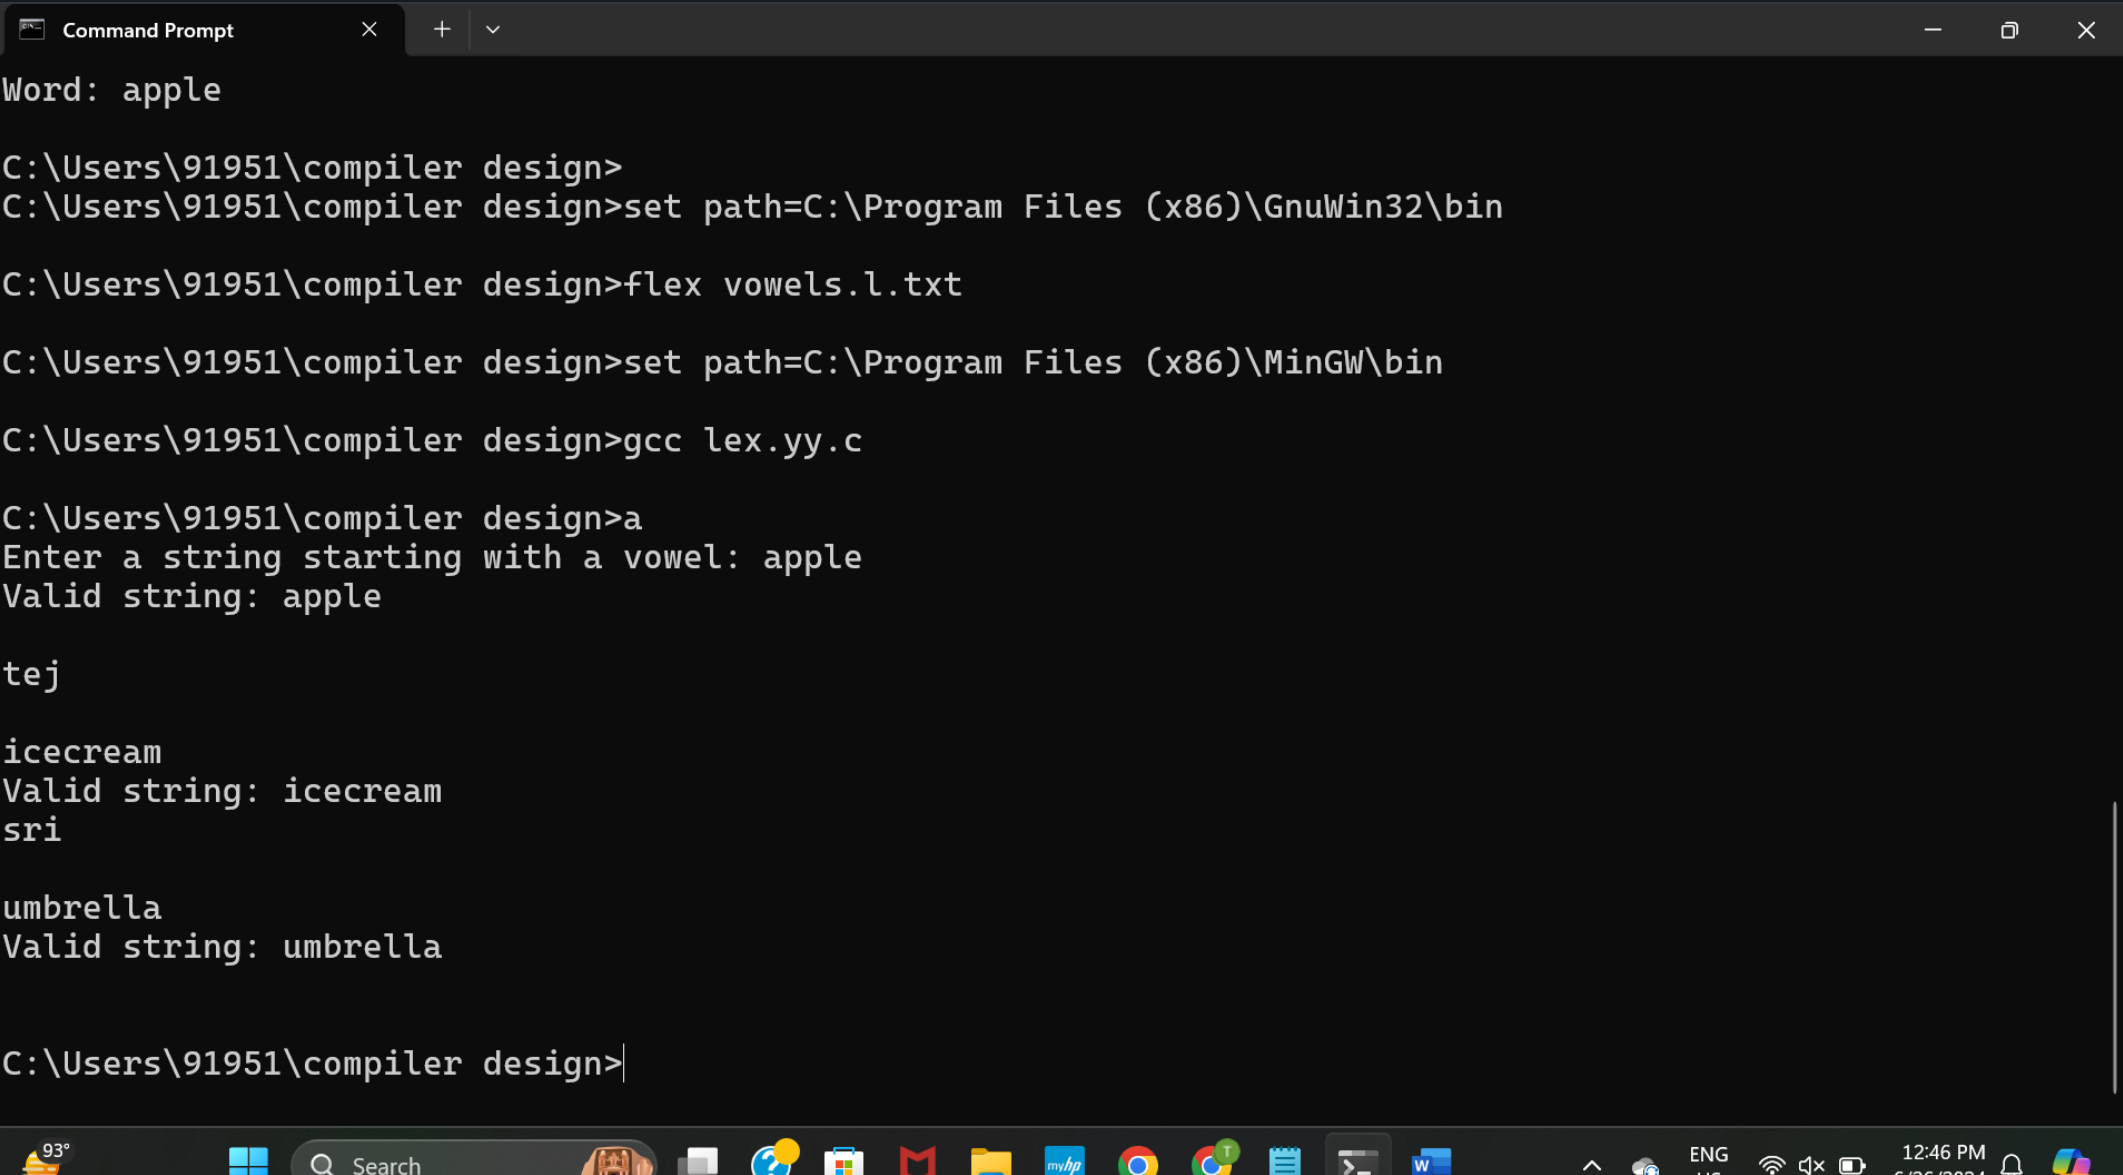 Command Prompt
Word: apple
C:\Users\91951\compiler design>
C:\Users\91951\compiler design>set path=C:\Program Files (x86)\GnuWin32\bin
C:\Users\91951\compiler design>flex vowels.l.txt
C:\Users\91951\compiler design>set path=C:\Program Files (x86)\MinGW\bin
C:\Users\91951\compiler design>gcc lex.yy.c
C:\Users\91951\compiler design>a
Enter a string starting with a vowel: apple
Valid string: apple
tej
icecream
Valid string: icecream
sri
umbrella
Valid string: umbrella
C:\Users\91951\compiler design>
93°
Search
myhp
T
W
ENG
12:46 PM